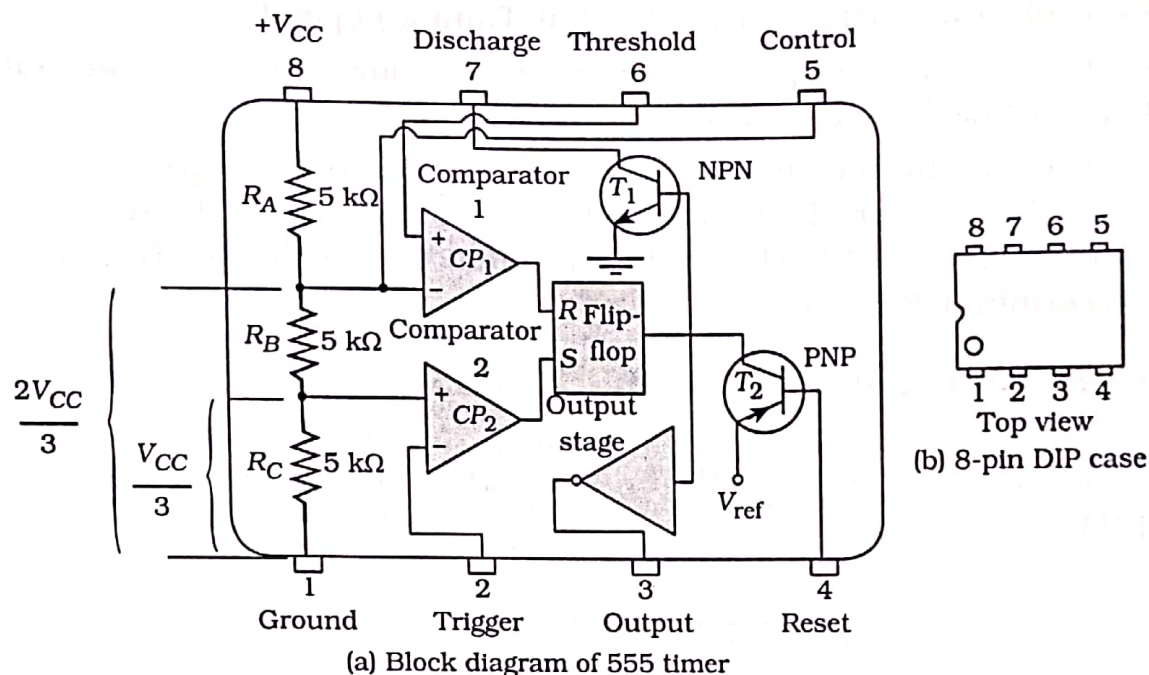 +VCC Discharge Threshold Control
8 7 6 5
Comparator
1
NPN
T1
RA 5 kΩ
+
CP1
−
8 7 6 5
R Flip-
S flop
RB 5 kΩ
Comparator
2
PNP
T2
1 2 3 4
Top view
(b) 8-pin DIP case
2VCC
3
+
CP2
−
Output
stage
VCC
3
RC 5 kΩ
Vref
1 2 3 4
Ground Trigger Output Reset
(a) Block diagram of 555 timer